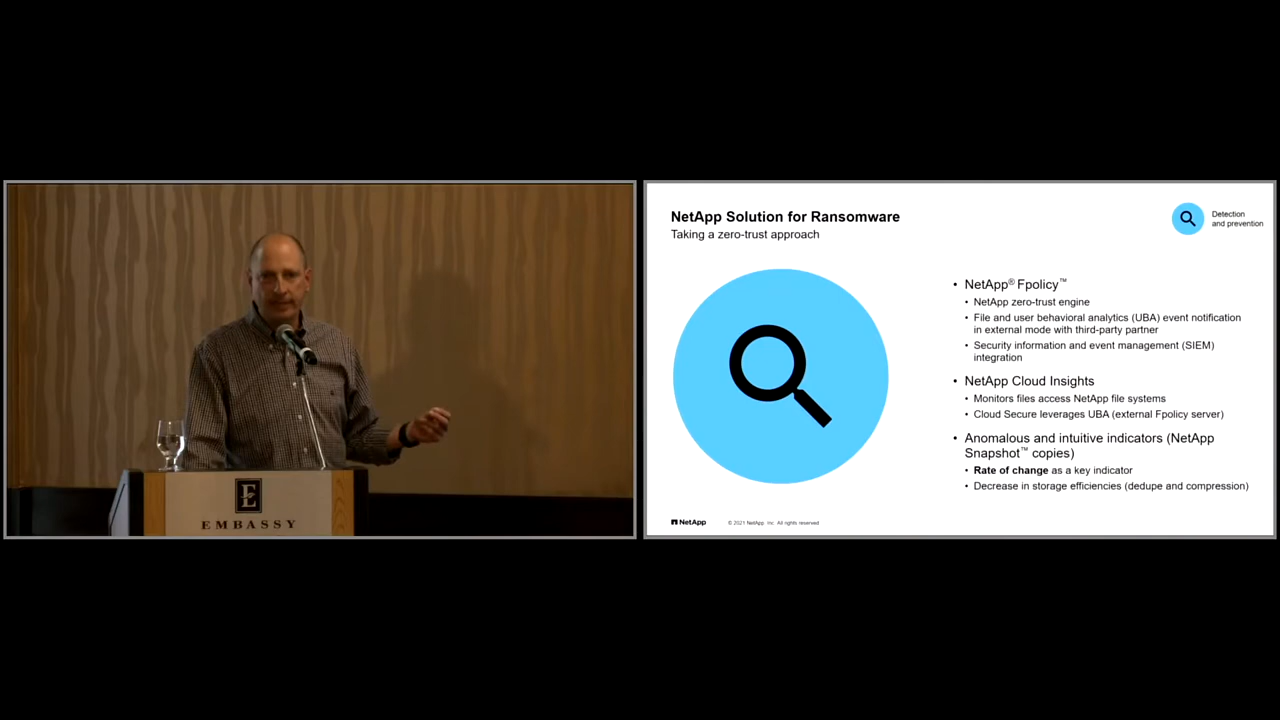 EMBASSY
NetApp Solution for Ransomware
Taking a zero-trust approach
Detection
and prevention
• NetApp® Fpolicy™
• NetApp zero-trust engine
• File and user behavioral analytics (UBA) event notification
in external mode with third-party partner
• Security information and event management (SIEM)
integration
• NetApp Cloud Insights
• Monitors files access NetApp file systems
• Cloud Secure leverages UBA (external Fpolicy server)
• Anomalous and intuitive indicators (NetApp
Snapshot™ copies)
• Rate of change as a key indicator
• Decrease in storage efficiencies (dedupe and compression)
NetApp
© 2021 NetApp, Inc. All rights reserved.